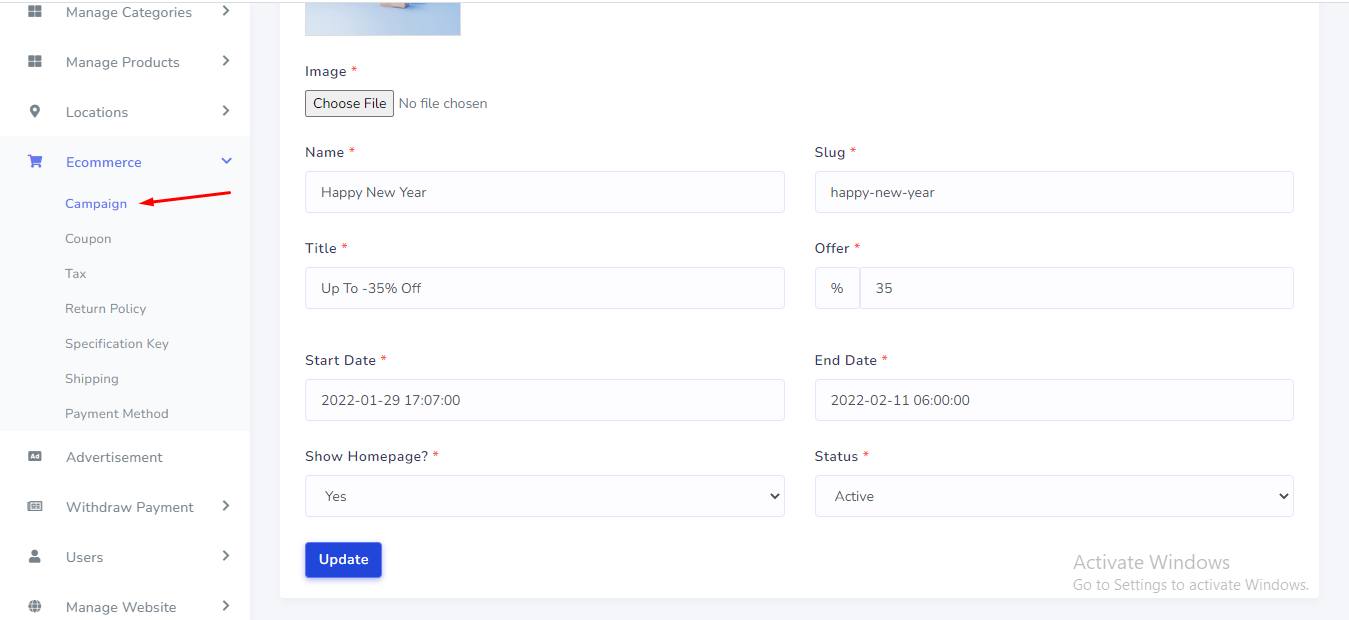 Manage Categories
Manage Products
Locations
Ecommerce
Campaign
Coupon
Tax
Return Policy
Specification Key
Shipping
Payment Method
Ad Advertisement
Withdraw Payment
Users
Manage Website
Image *
Choose File No file chosen
Name *
Happy New Year
Slug *
happy-new-year
Title *
Up To -35% Off
Offer *
% 35
Start Date *
2022-01-29 17:07:00
End Date *
2022-02-11 06:00:00
Show Homepage? *
Yes
Status *
Active
Update
Activate Windows
Go to Settings to activate Windows.